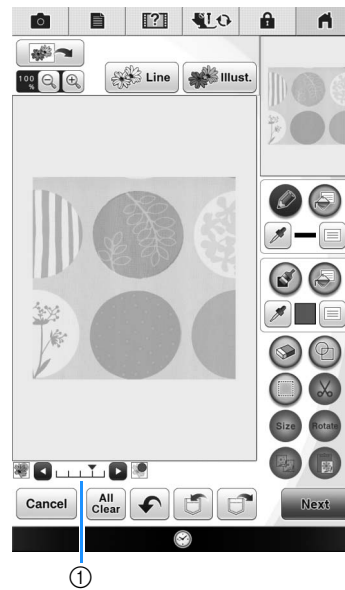 100
%
Line
Illust.
Size
Rotate
Cancel
All
Clear
Next
①